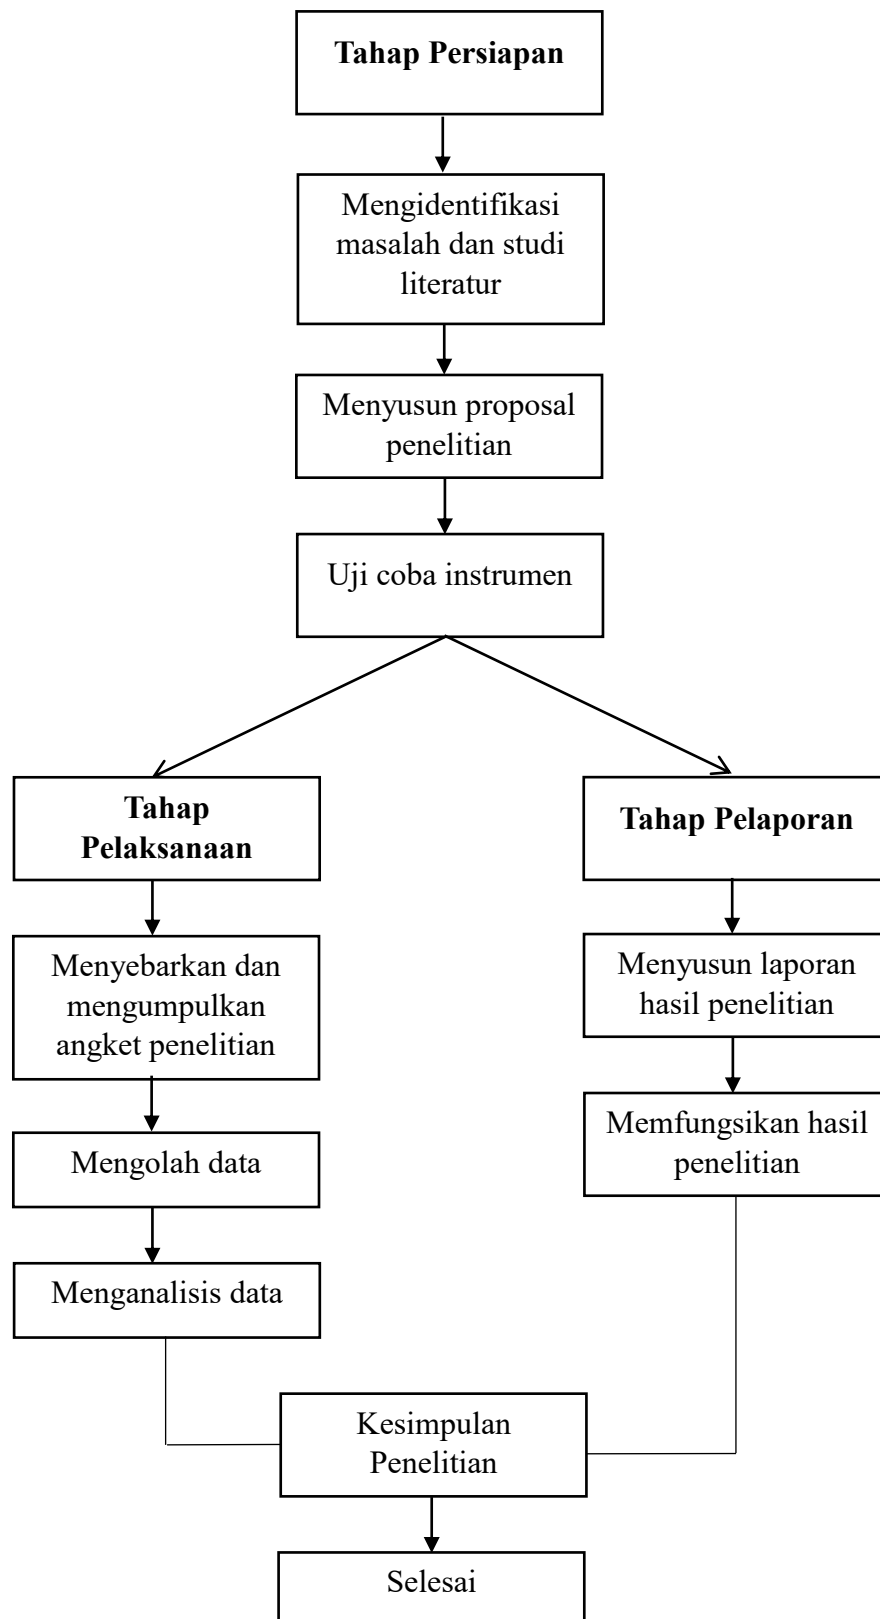 Tahap Persiapan
Mengidentifikasi
masalah dan studi
literatur
Menyusun proposal
penelitian
Uji coba instrumen
Tahap
Pelaksanaan
Menyebarkan dan
mengumpulkan
angket penelitian
Mengolah data
Menganalisis data
Tahap Pelaporan
Menyusun laporan
hasil penelitian
Memfungsikan hasil
penelitian
Kesimpulan
Penelitian
Selesai